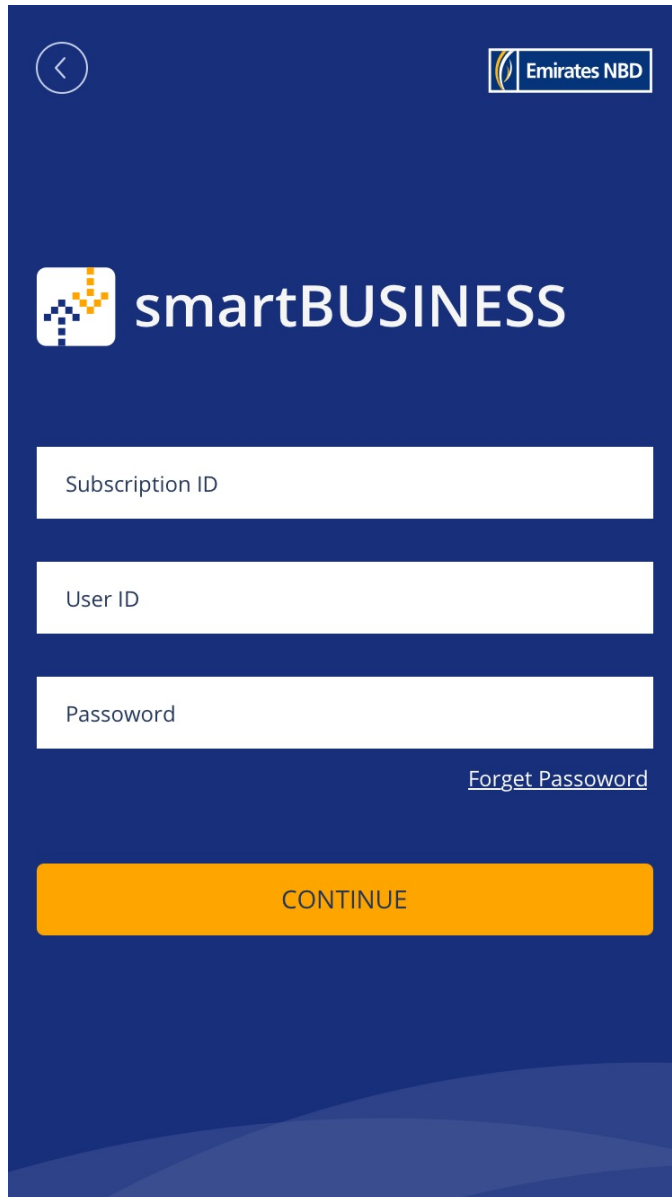 Emirates NBD
smartBUSINESS
Subscription ID
User ID
Passoword
Forget Passoword
CONTINUE